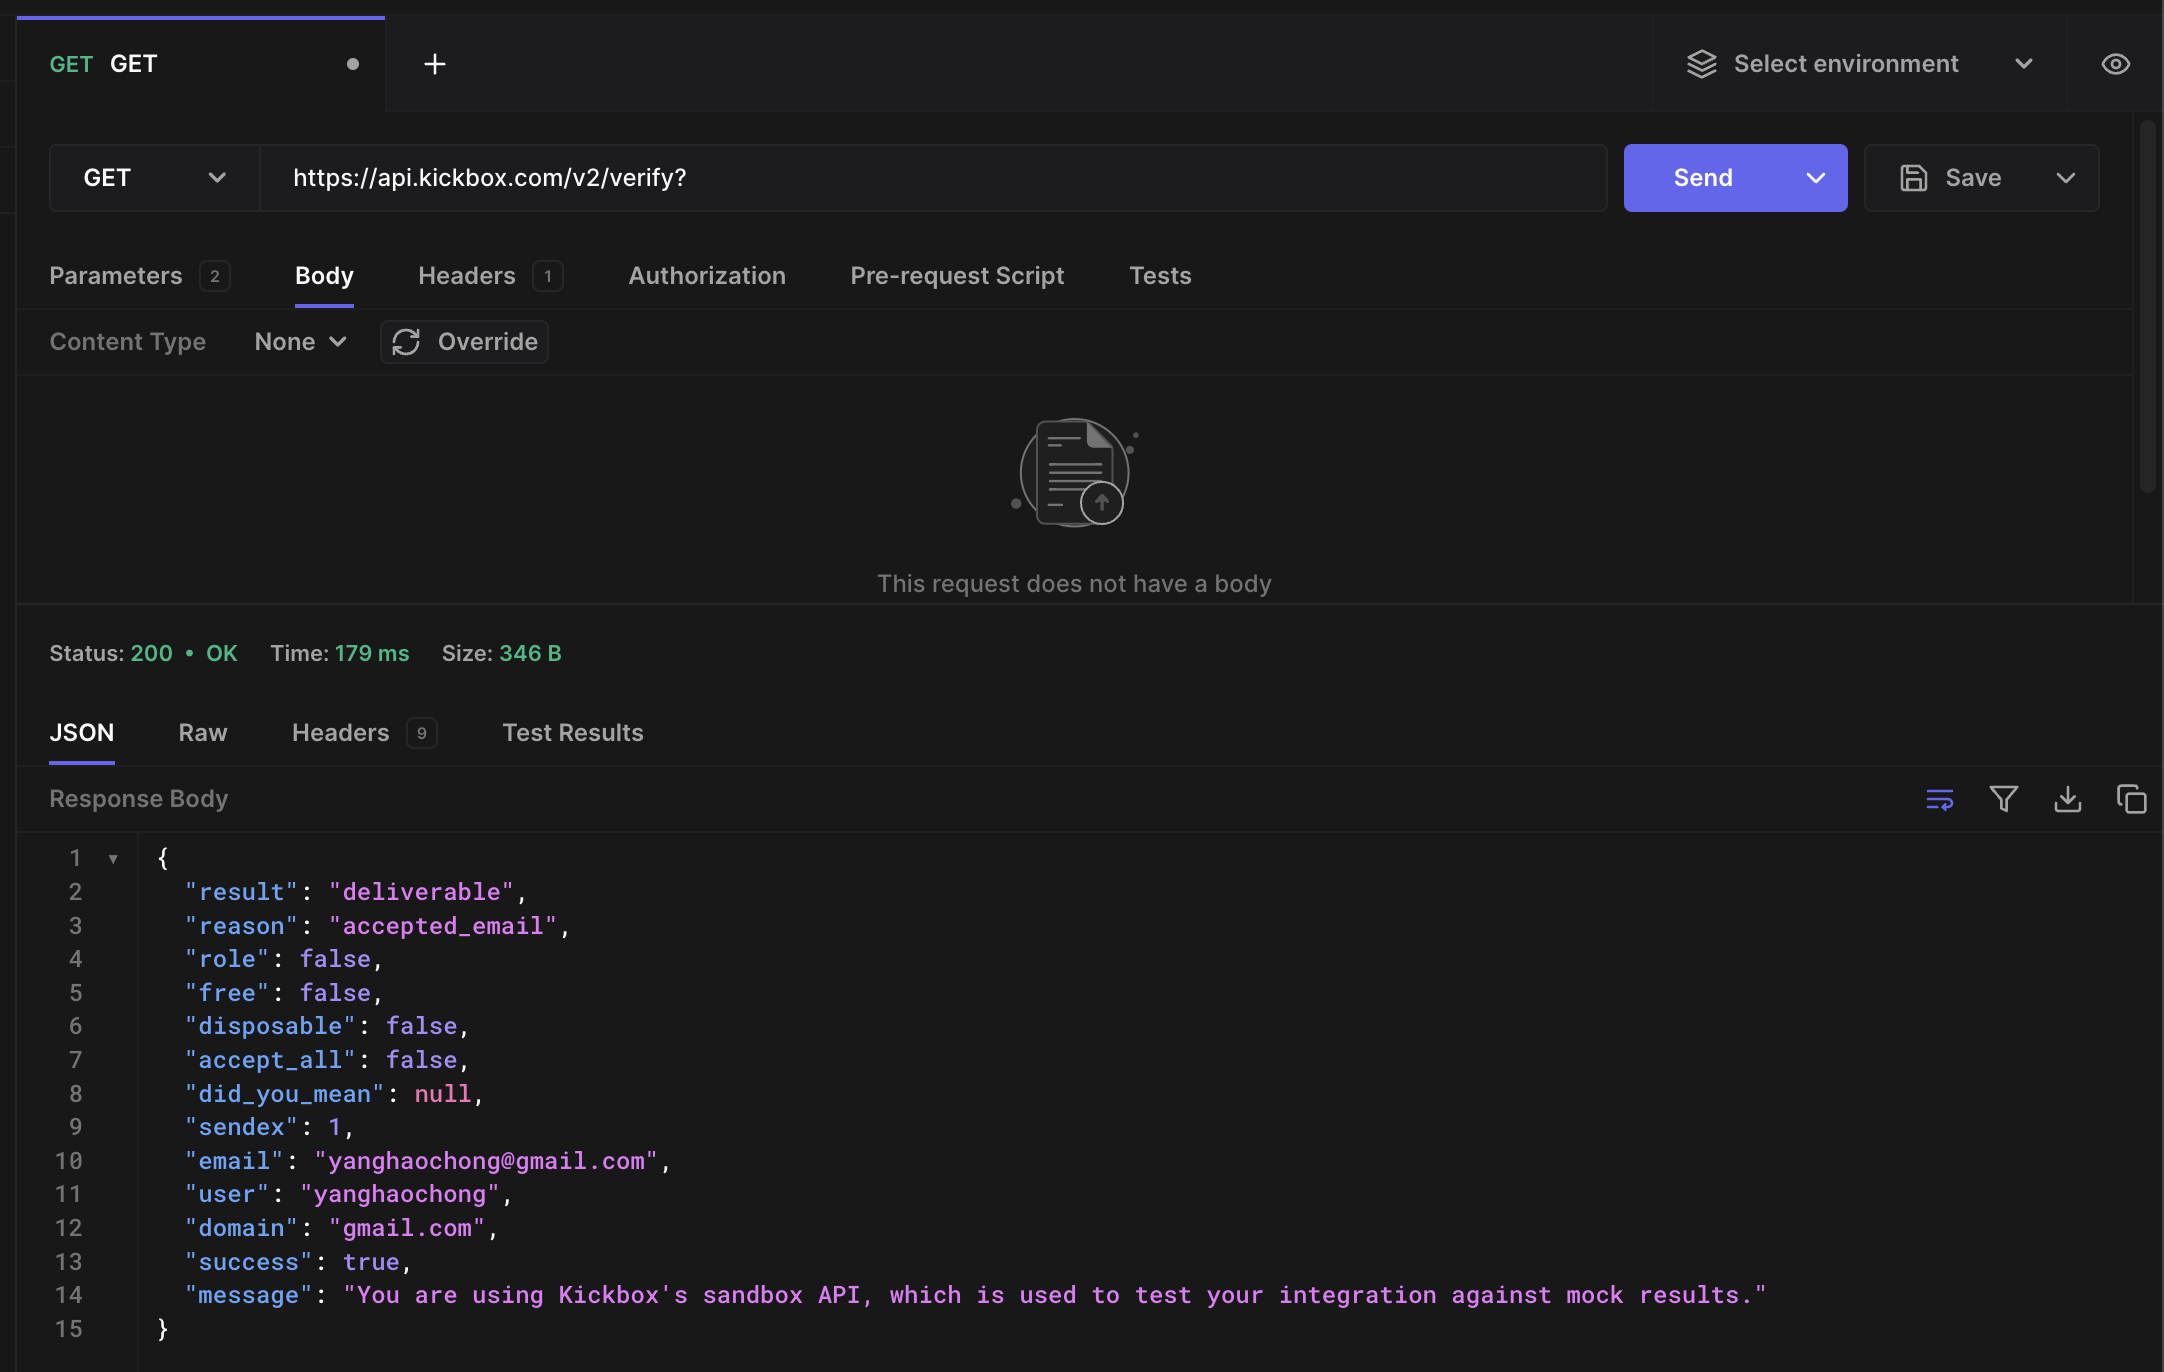 GET GET
Select environment
GET https://api.kickbox.com/v2/verify? Send Save
Parameters 2 Body Headers 1 Authorization Pre-request Script Tests
Content Type None Override
This request does not have a body
Status: 200 • OK Time: 179 ms Size: 346 B
JSON Raw Headers 9 Test Results
Response Body
1 {
2 "result": "deliverable",
3 "reason": "accepted_email",
4 "role": false,
5 "free": false,
6 "disposable": false,
7 "accept_all": false,
8 "did_you_mean": null,
9 "sendex": 1,
10 "email": "yanghaochong@gmail.com",
11 "user": "yanghaochong",
12 "domain": "gmail.com",
13 "success": true,
14 "message": "You are using Kickbox's sandbox API, which is used to test your integration against mock results."
15 }